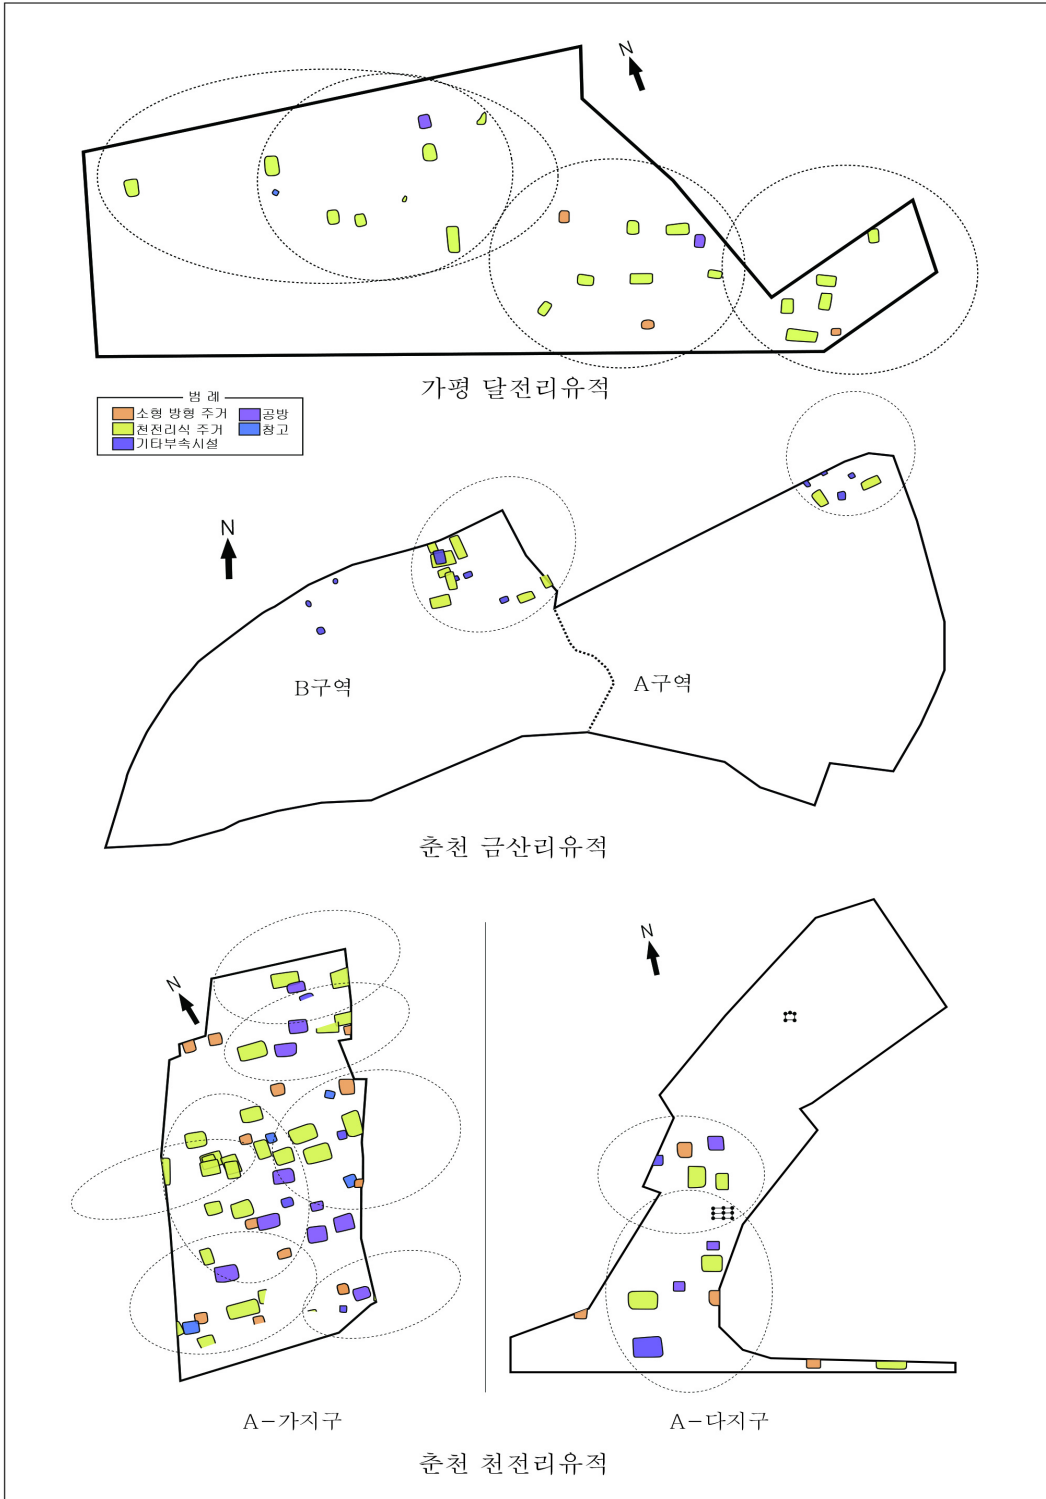 N
가평 달전리유적
범 례
소형 방형 주거
공방
천전리식 주거
창고
기타부속시설
N
B구역
A구역
춘천 금산리유적
N
N
A-가지구
A-다지구
춘천 천전리유적